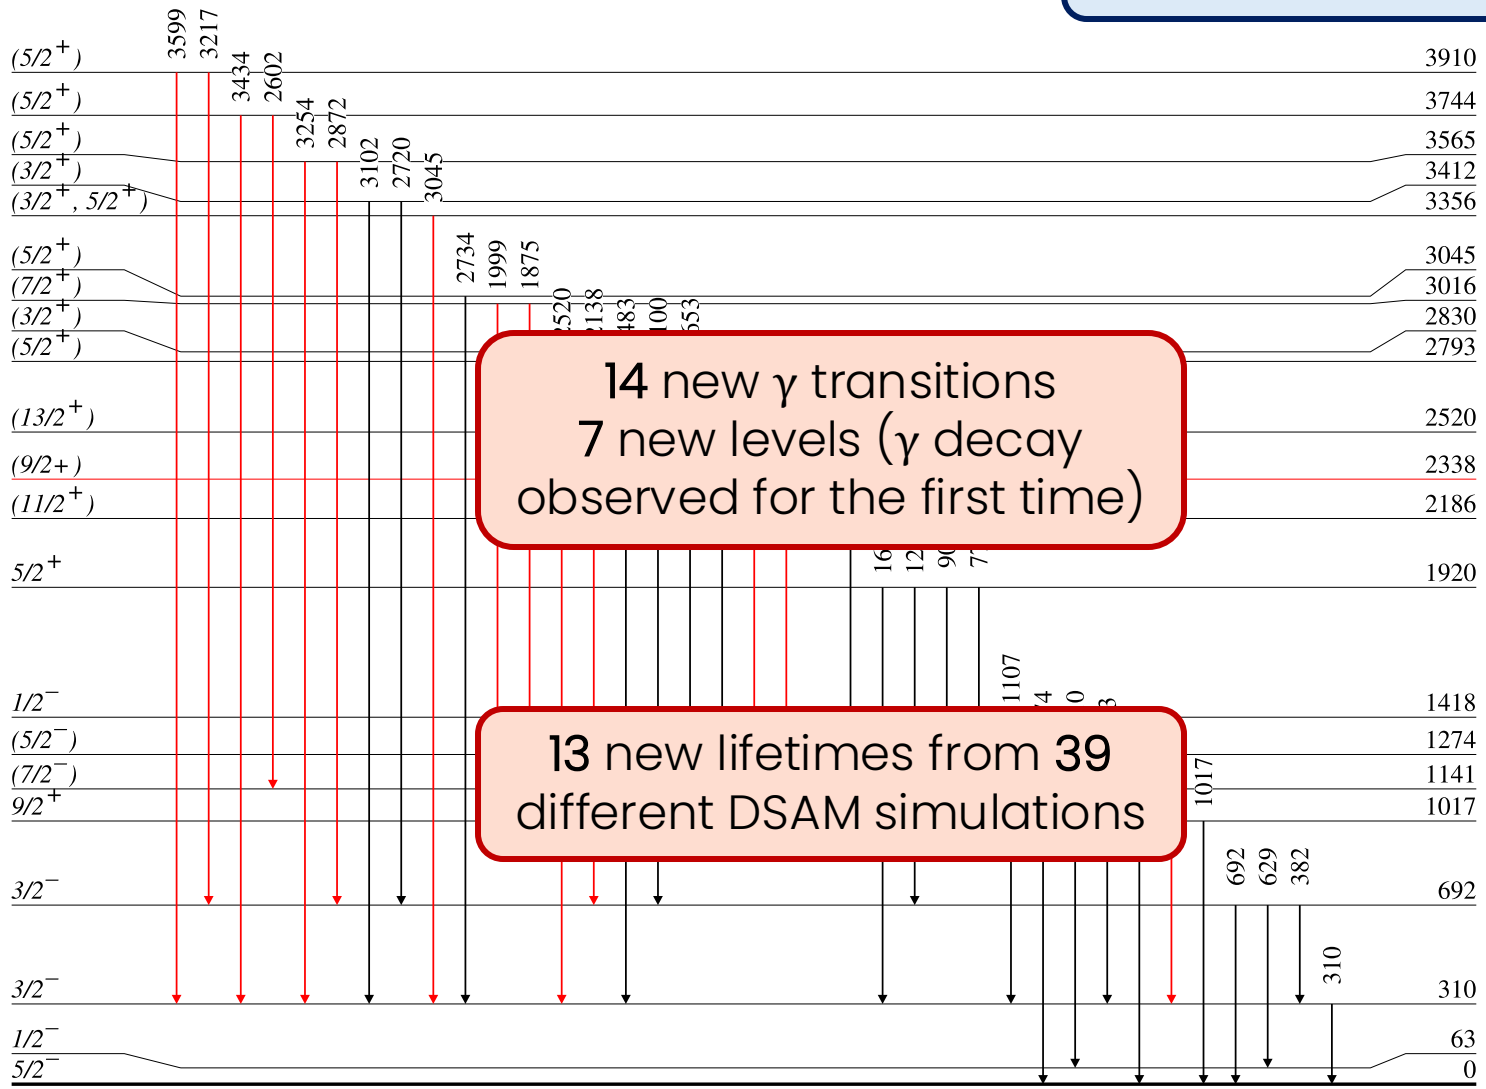 3599 3217
(5/2+) 3910
3434 2602
(5/2+) 3744
3254 2872
(5/2+) 3565
3102 2720 3045
(3/2+) 3412
(3/2+, 5/2+) 3356
2734 1999 1875
(5/2+) 3045
(7/2+) 3016
2520 2138 483 100 653
(3/2+) 2830
(5/2+) 2793
14 new γ transitions
7 new levels (γ decay
observed for the first time)
(13/2+) 2520
(9/2+) 2338
(11/2+) 2186
5/2+ 1920
1107
1/2− 1418
13 new lifetimes from 39
different DSAM simulations
(5/2−) 1274
(7/2−) 1141
1017
9/2+ 1017
692 629 382
3/2− 692
310
3/2− 310
1/2− 63
5/2− 0